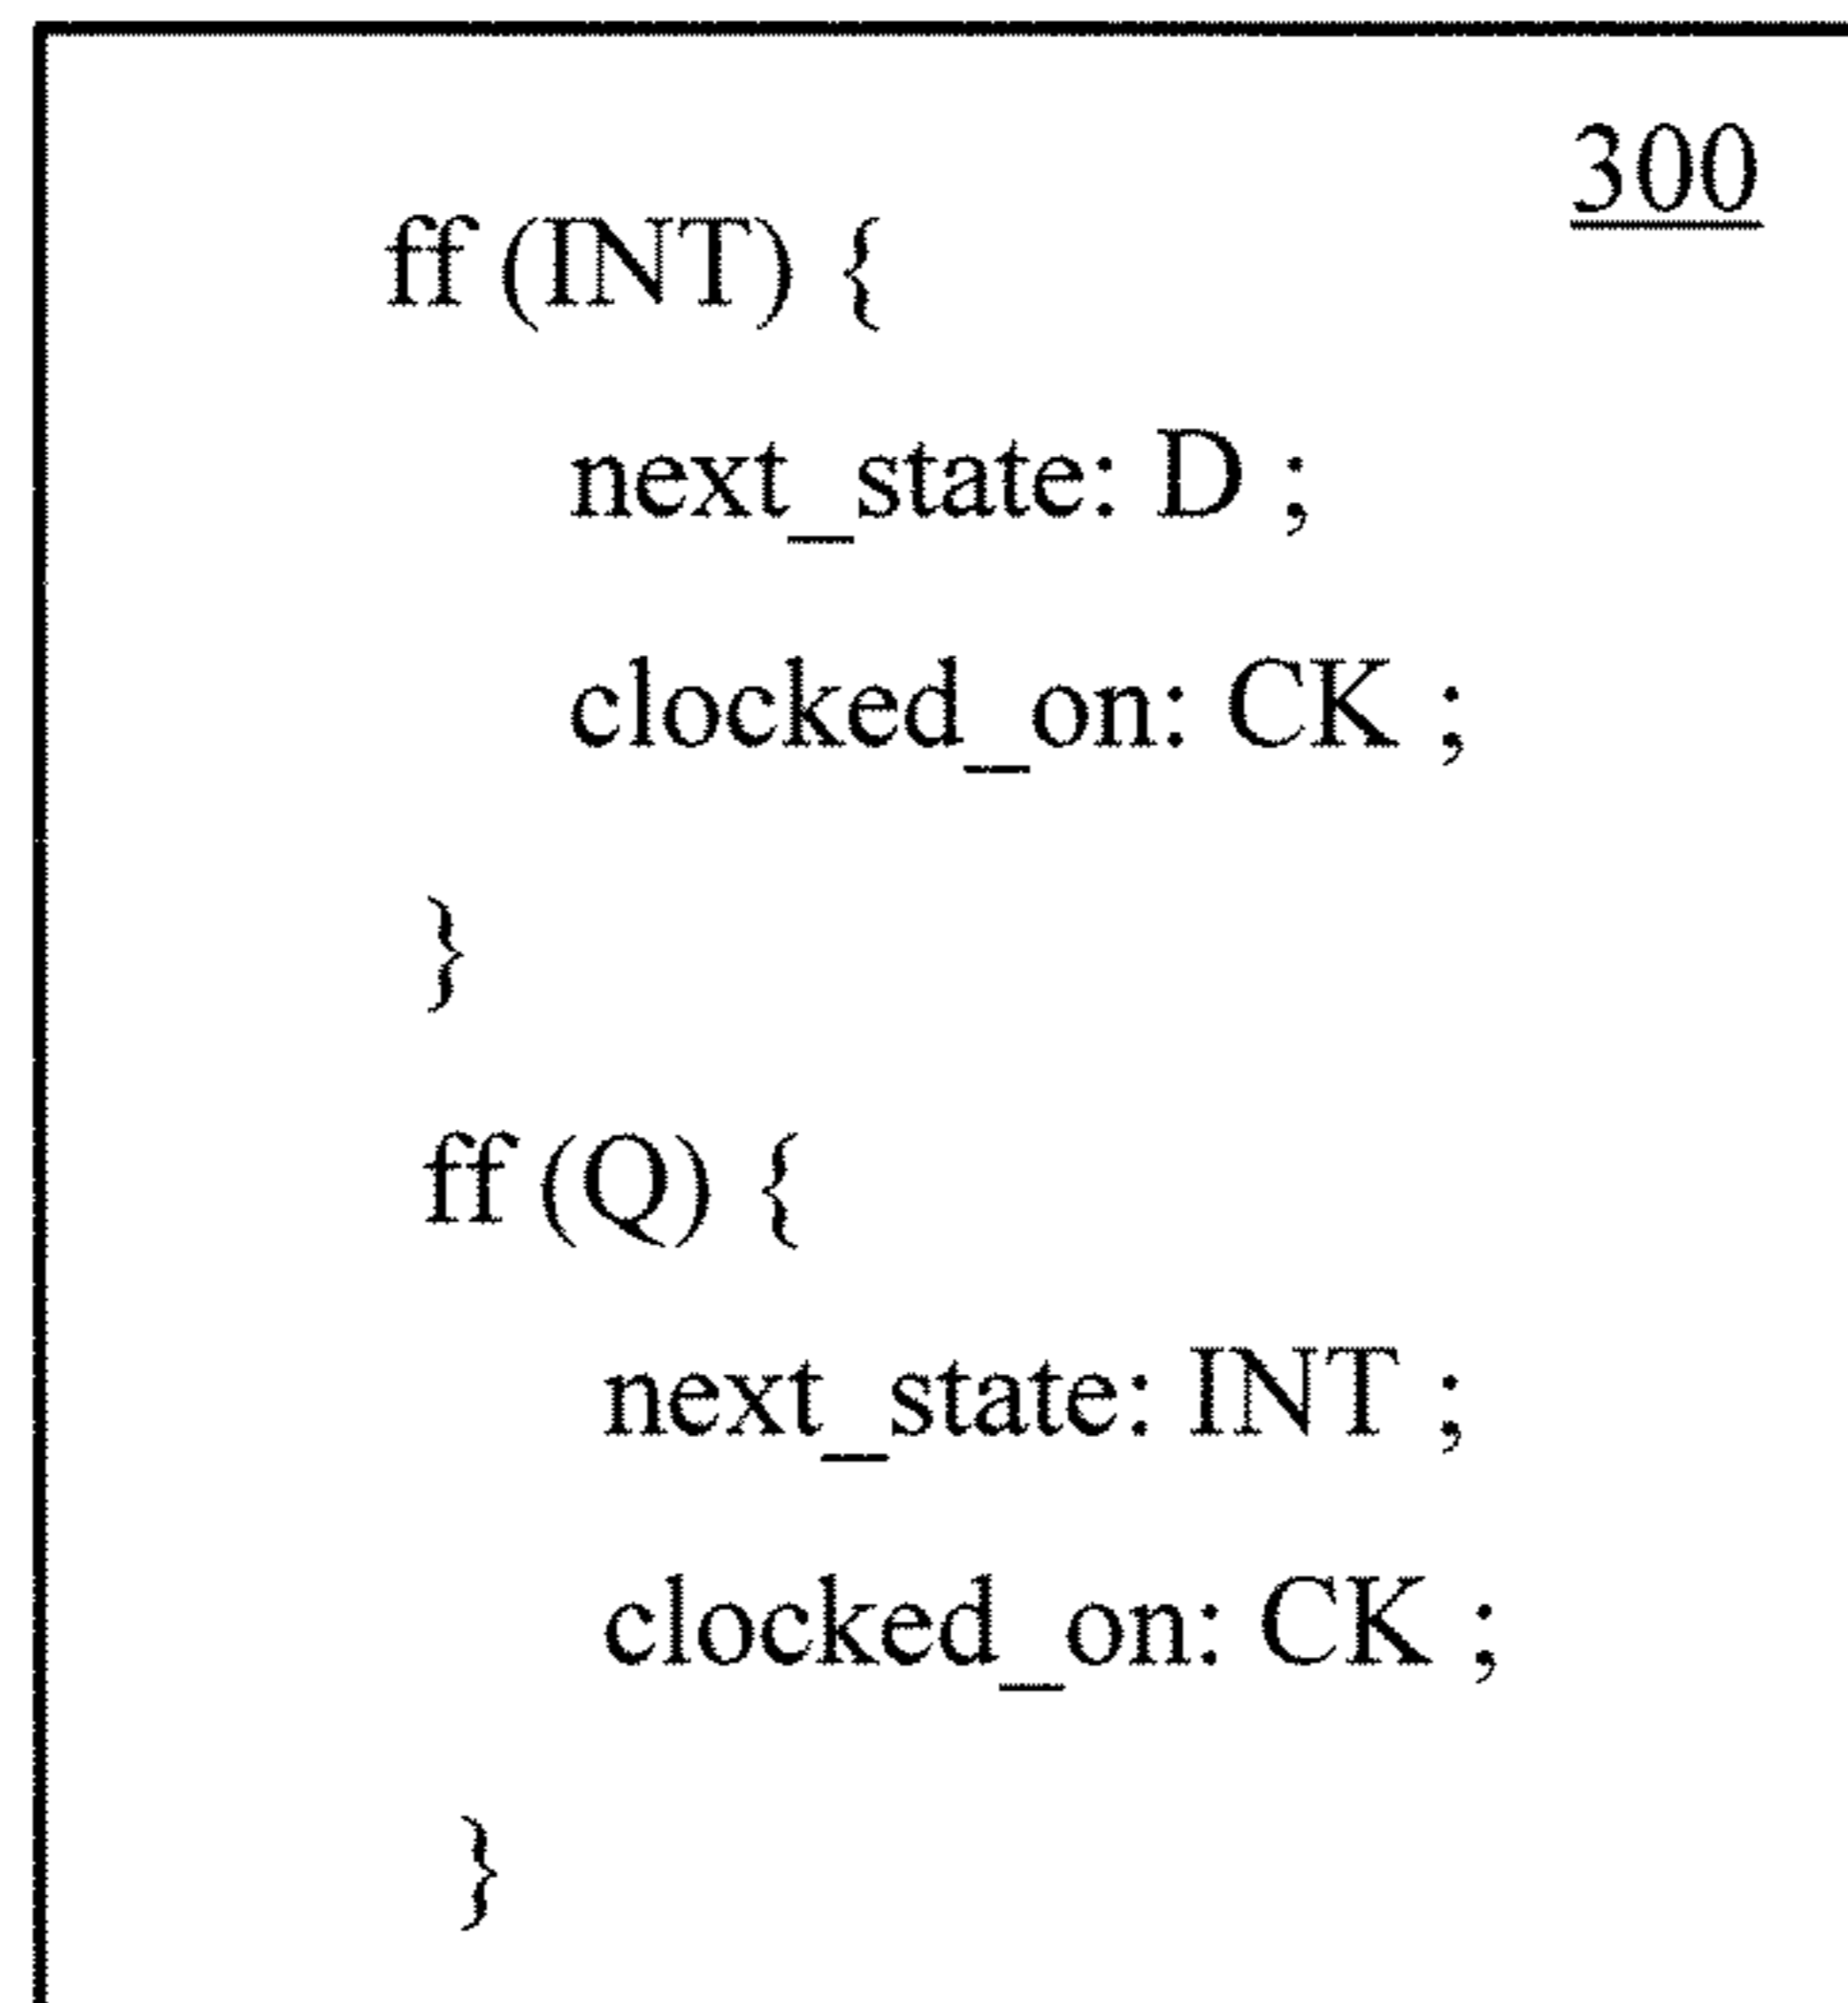 300
ff (INT) {
next_state: D ;
clocked_on: CK ;
}
ff (Q) {
next_state: INT ;
clocked_on: CK ;
}